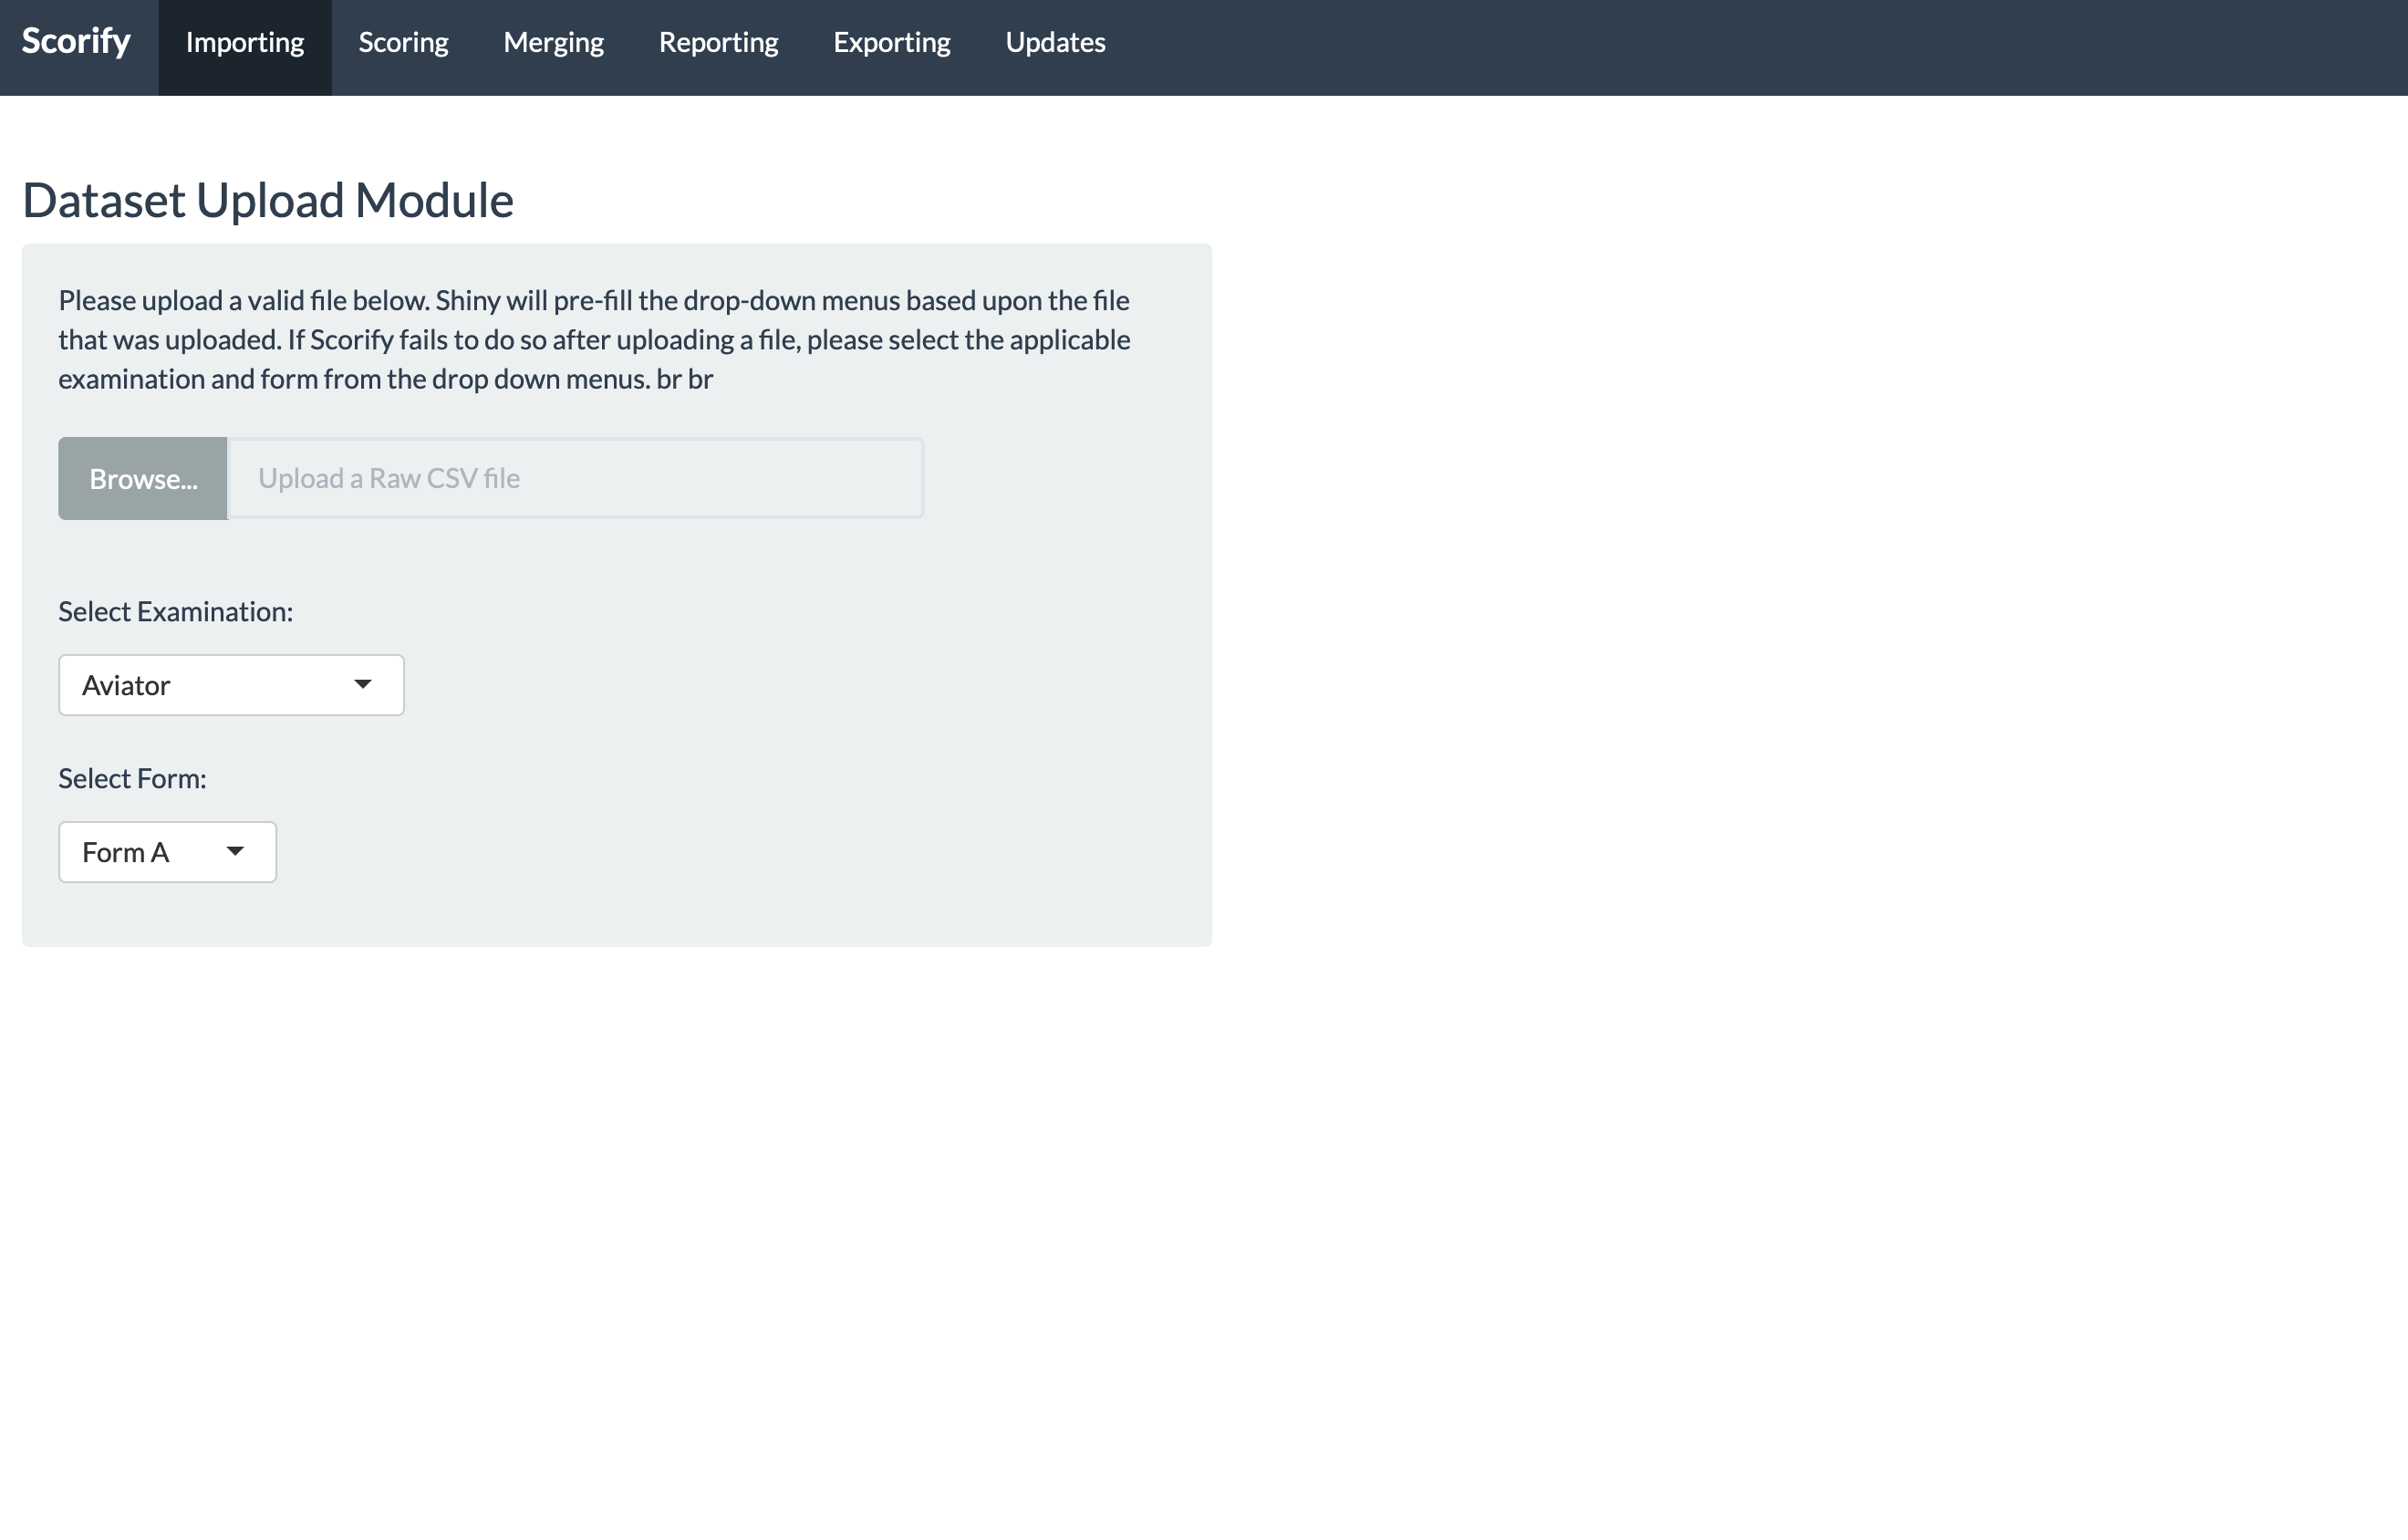 Scorify Importing Scoring Merging Reporting Exporting Updates
Dataset Upload Module
Please upload a valid file below. Shiny will pre-fill the drop-down menus based upon the file
that was uploaded. If Scorify fails to do so after uploading a file, please select the applicable
examination and form from the drop down menus. br br
Browse... Upload a Raw CSV file
Select Examination:
Aviator
Select Form:
Form A